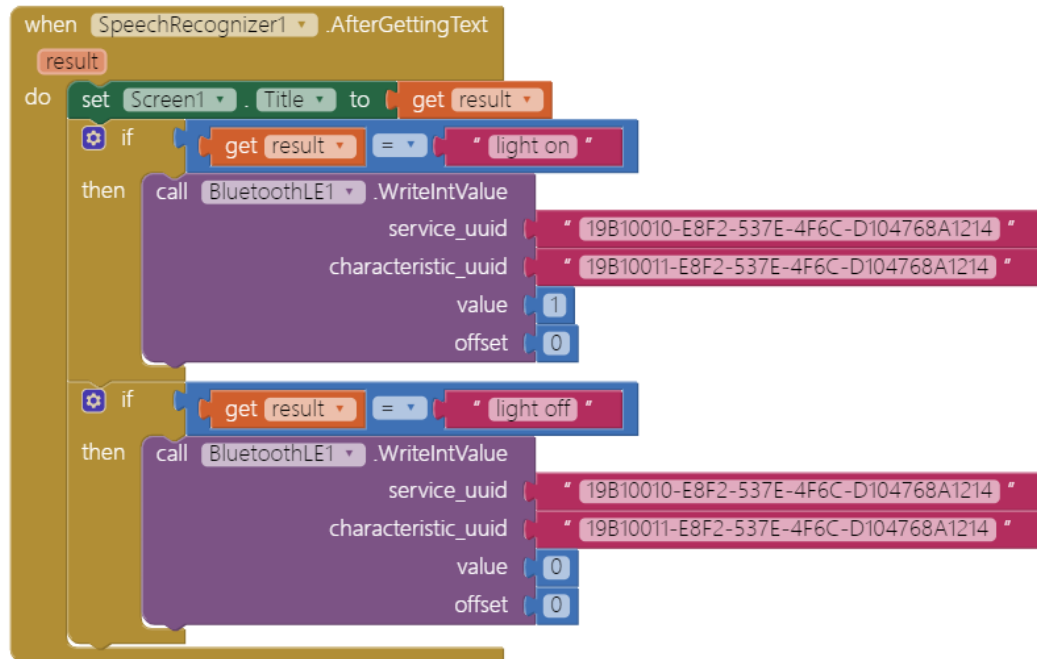 when SpeechRecognizer1 .AfterGettingText
result
do set Screen1 . Title to get result
if get result = " light on "
then call BluetoothLE1 .WriteIntValue
service_uuid " 19B10010-E8F2-537E-4F6C-D104768A1214 "
characteristic_uuid " 19B10011-E8F2-537E-4F6C-D104768A1214 "
value 1
offset 0
if get result = " light off "
then call BluetoothLE1 .WriteIntValue
service_uuid " 19B10010-E8F2-537E-4F6C-D104768A1214 "
characteristic_uuid " 19B10011-E8F2-537E-4F6C-D104768A1214 "
value 0
offset 0